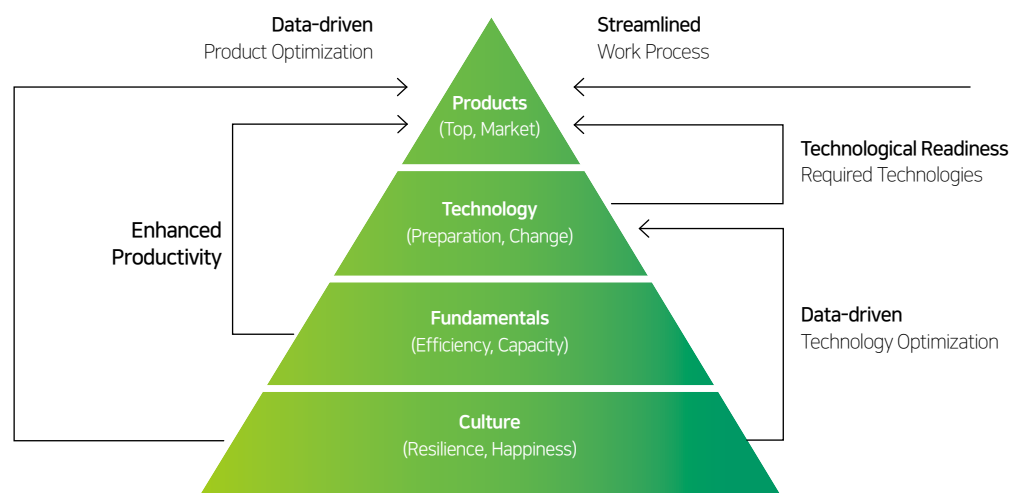 Data-driven
Product Optimization
Streamlined
Work Process
Products
(Top, Market)
Technological Readiness
Required Technologies
Technology
(Preparation, Change)
Enhanced
Productivity
Fundamentals
(Efficiency, Capacity)
Data-driven
Technology Optimization
Culture
(Resilience, Happiness)